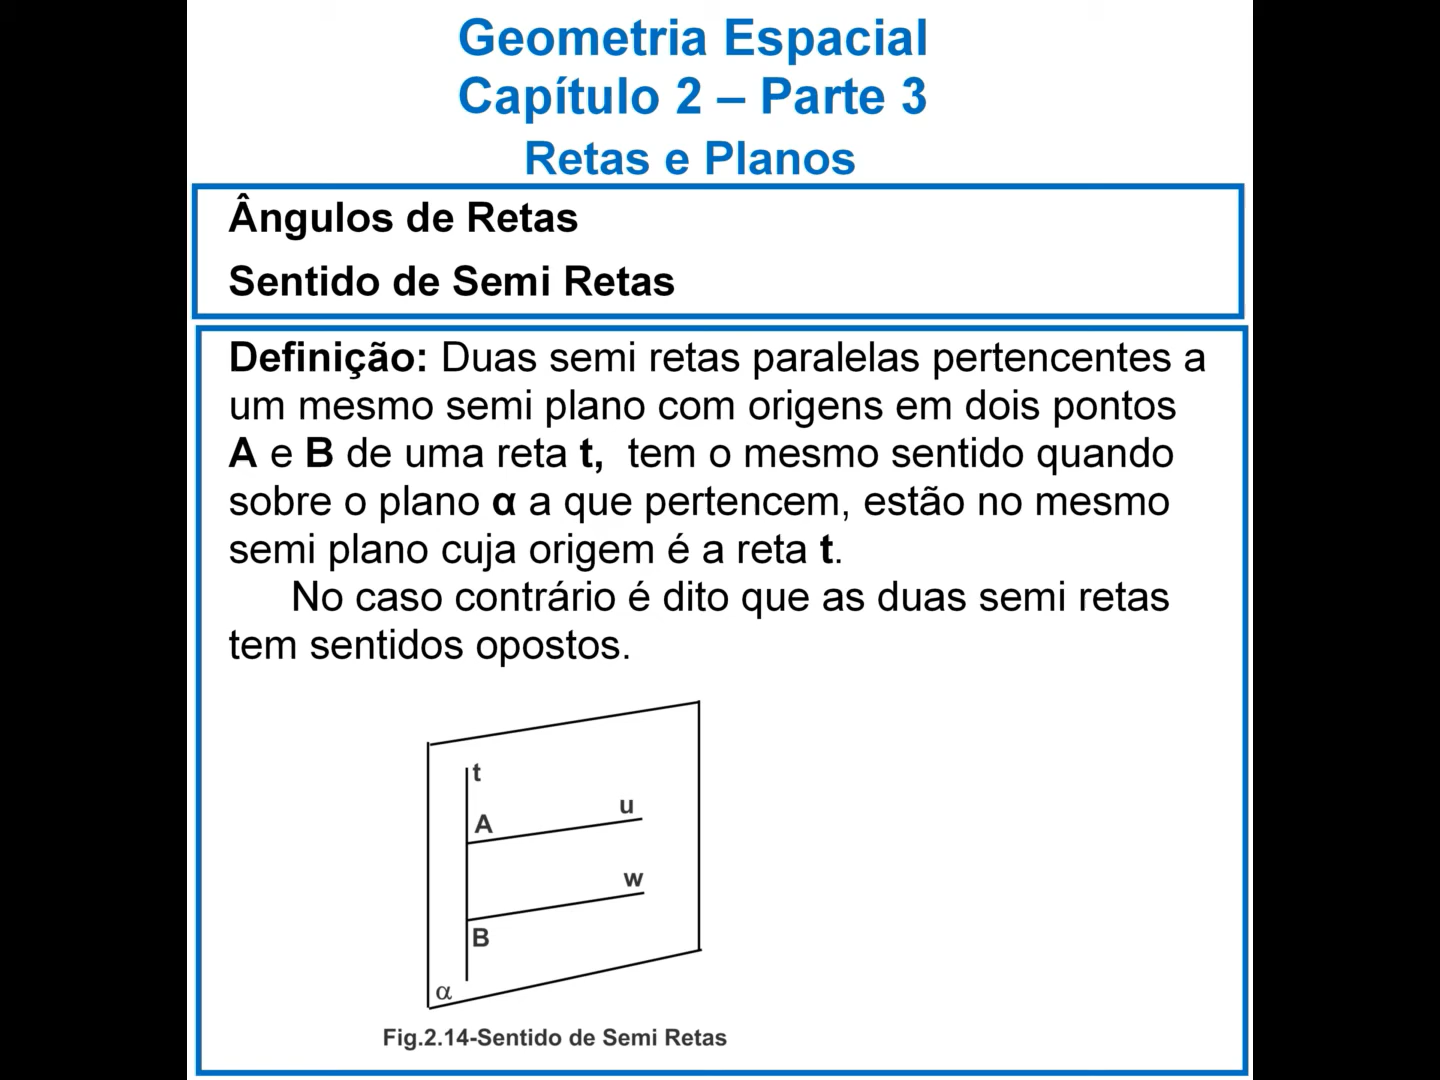 Geometria Espacial
Capítulo 2 – Parte 3
Retas e Planos
Ângulos de Retas
Sentido de Semi Retas
Definição: Duas semi retas paralelas pertencentes a
um mesmo semi plano com origens em dois pontos
A e B de uma reta t, tem o mesmo sentido quando
sobre o plano α a que pertencem, estão no mesmo
semi plano cuja origem é a reta t.
No caso contrário é dito que as duas semi retas
tem sentidos opostos.
t
u
A
w
B
α
Fig.2.14-Sentido de Semi Retas